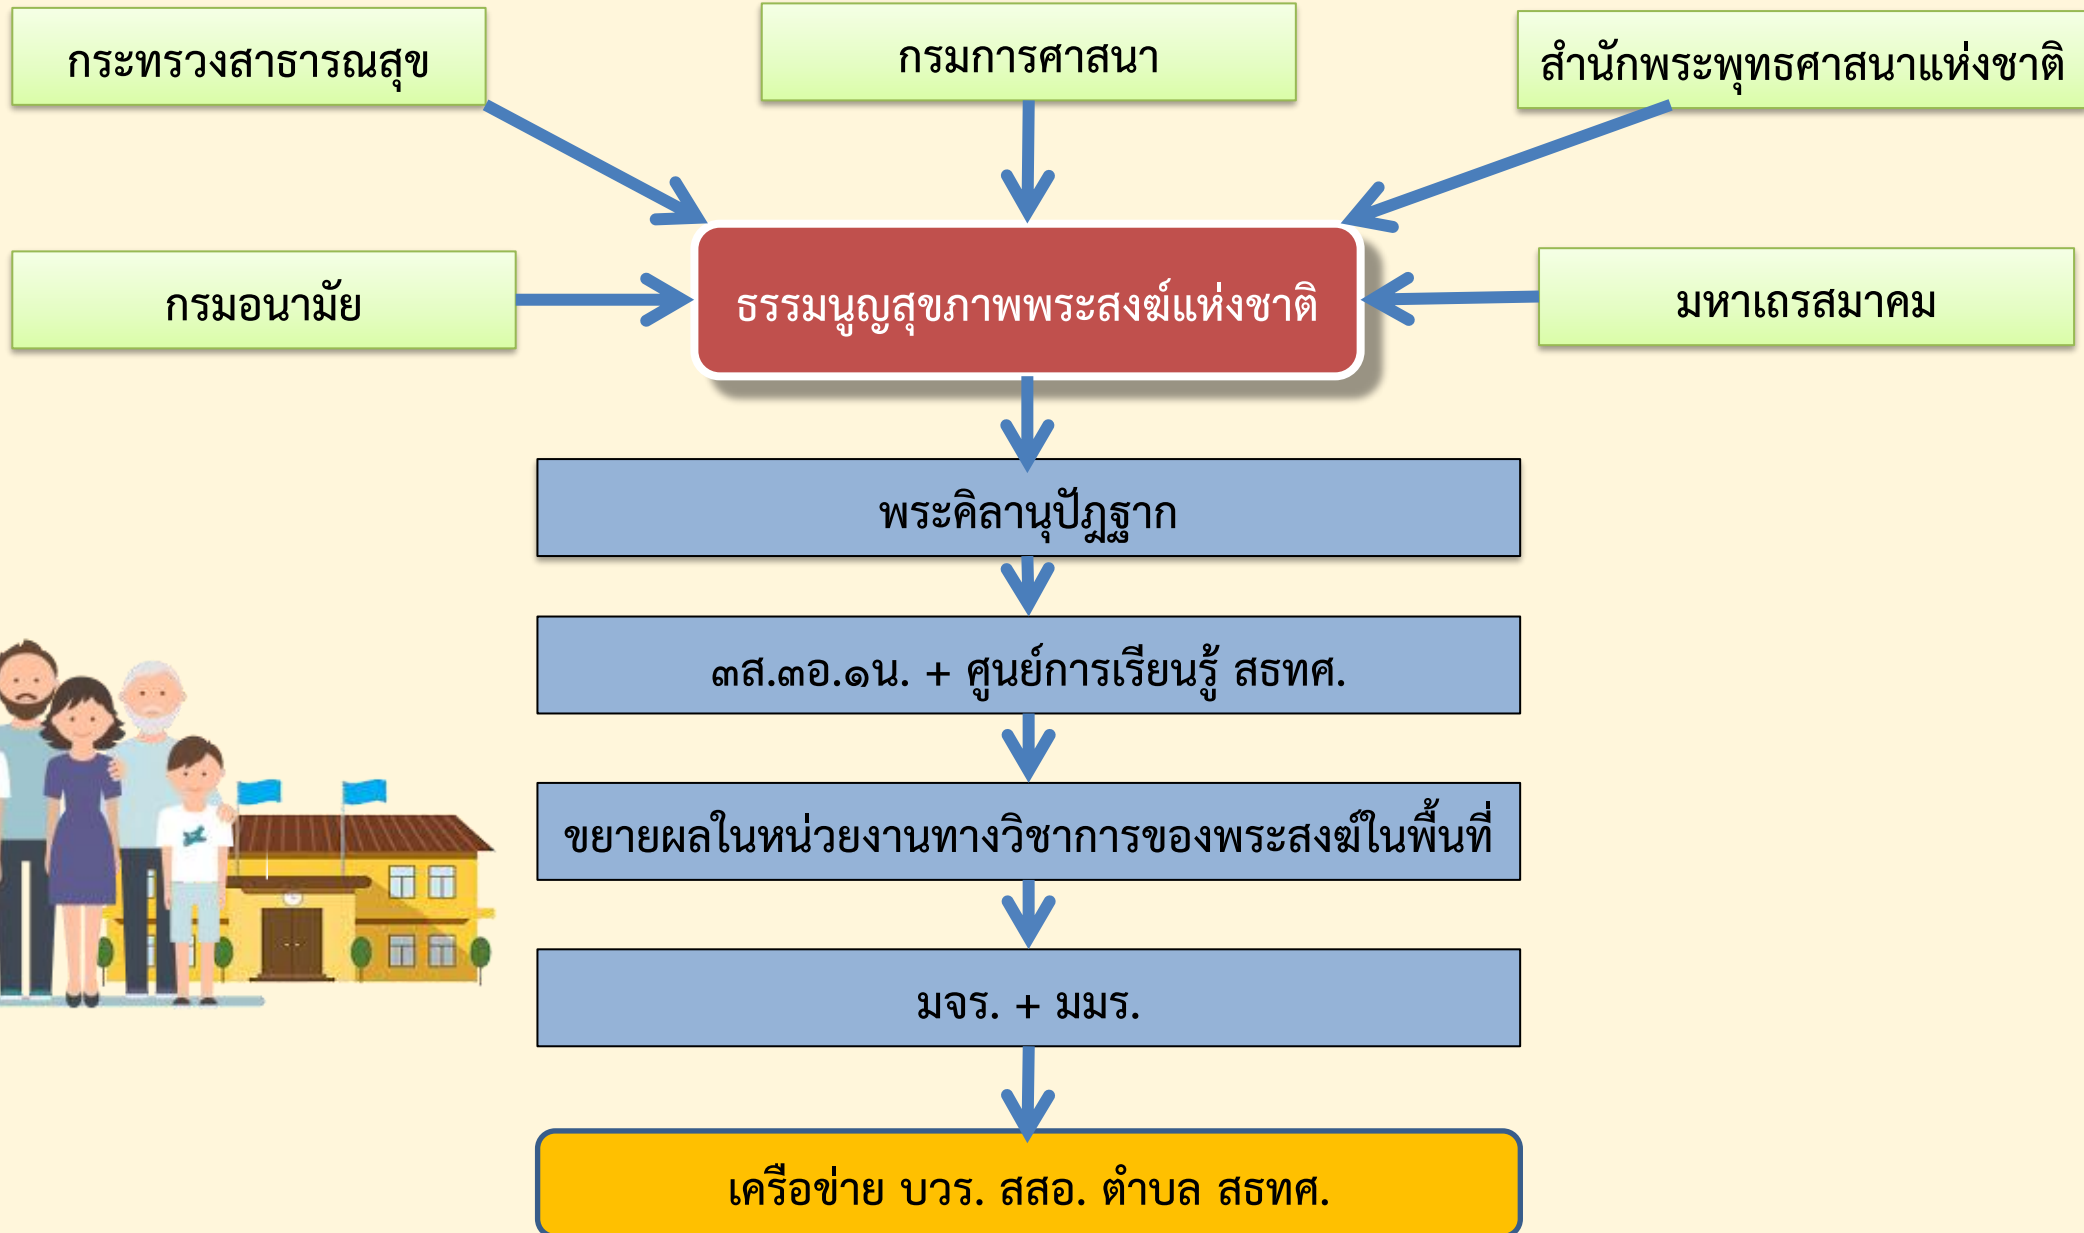 กระทรวงสาธารณสุข
กรมการศาสนา
สำนักพระพุทธศาสนาแห่งชาติ
กรมอนามัย
ธรรมนูญสุขภาพพระสงฆ์แห่งชาติ
มหาเถรสมาคม
พระคิลานุปัฎฐาก
๓ส.๓อ.๑น. + ศูนย์การเรียนรู้ สธทศ.
ขยายผลในหน่วยงานทางวิชาการของพระสงฆ์ในพื้นที่
มจร. + มมร.
เครือข่าย บวร. สสอ. ตำบล สธทศ.